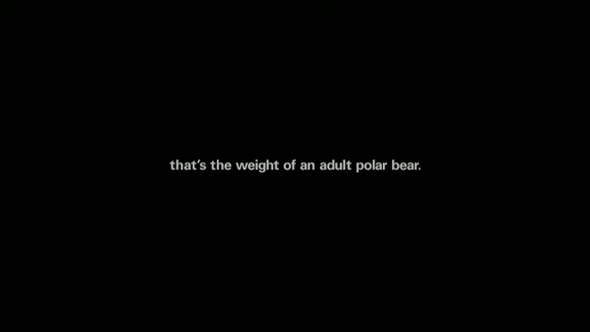 that's the weight of an adult polar bear.